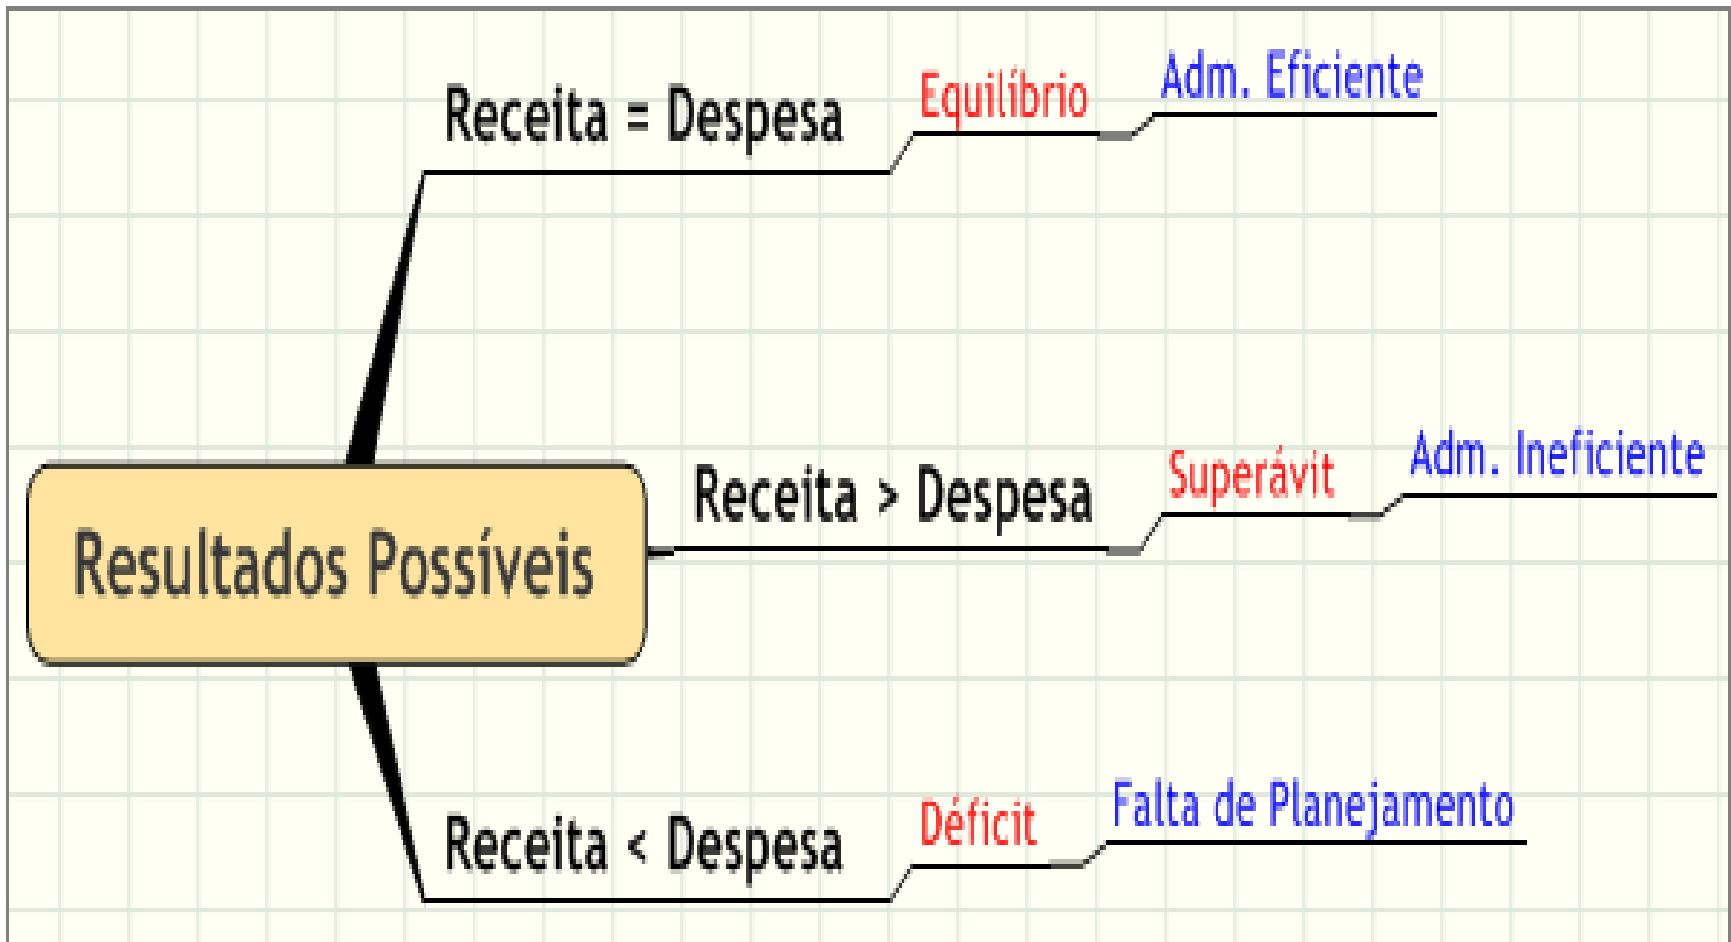 Receita = Despesa
Equilíbrio
Adm. Eficiente
Resultados Possíveis
Receita > Despesa
Superávit
Adm. Ineficiente
Receita < Despesa
Déficit
Falta de Planejamento